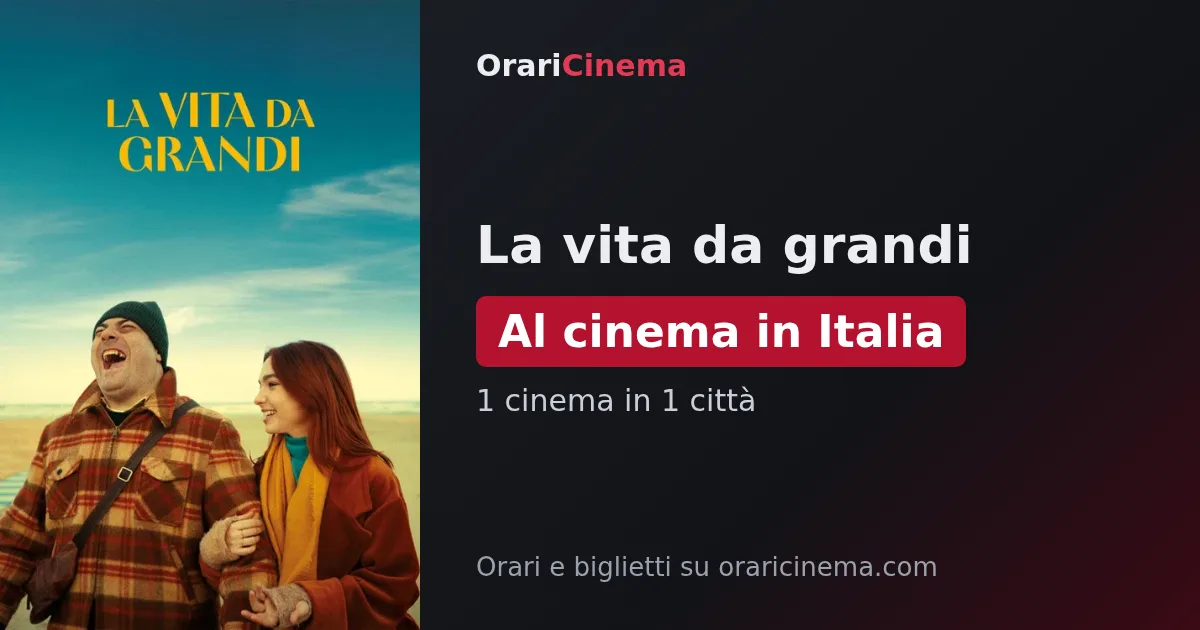 LA VITA DA
GRANDI
OrariCinema
La vita da grandi
Al cinema in Italia
1 cinema in 1 città
Orari e biglietti su oraricinema.com